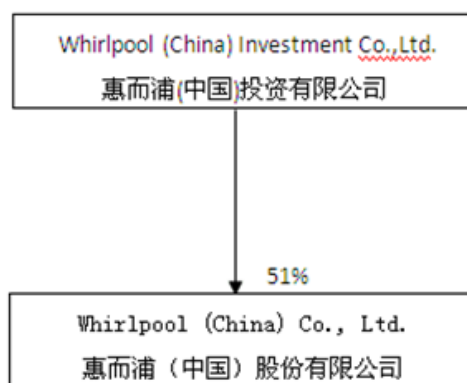 Whirlpool (China) Investment Co.,Ltd.
惠而浦(中国)投资有限公司
51%
Whirlpool (China) Co., Ltd.
惠而浦（中国）股份有限公司